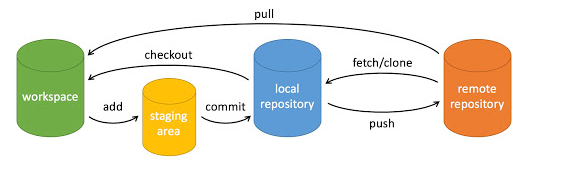 pull
checkout
fetch/clone
workspace
add
staging
area
commit
local
repository
push
remote
repository